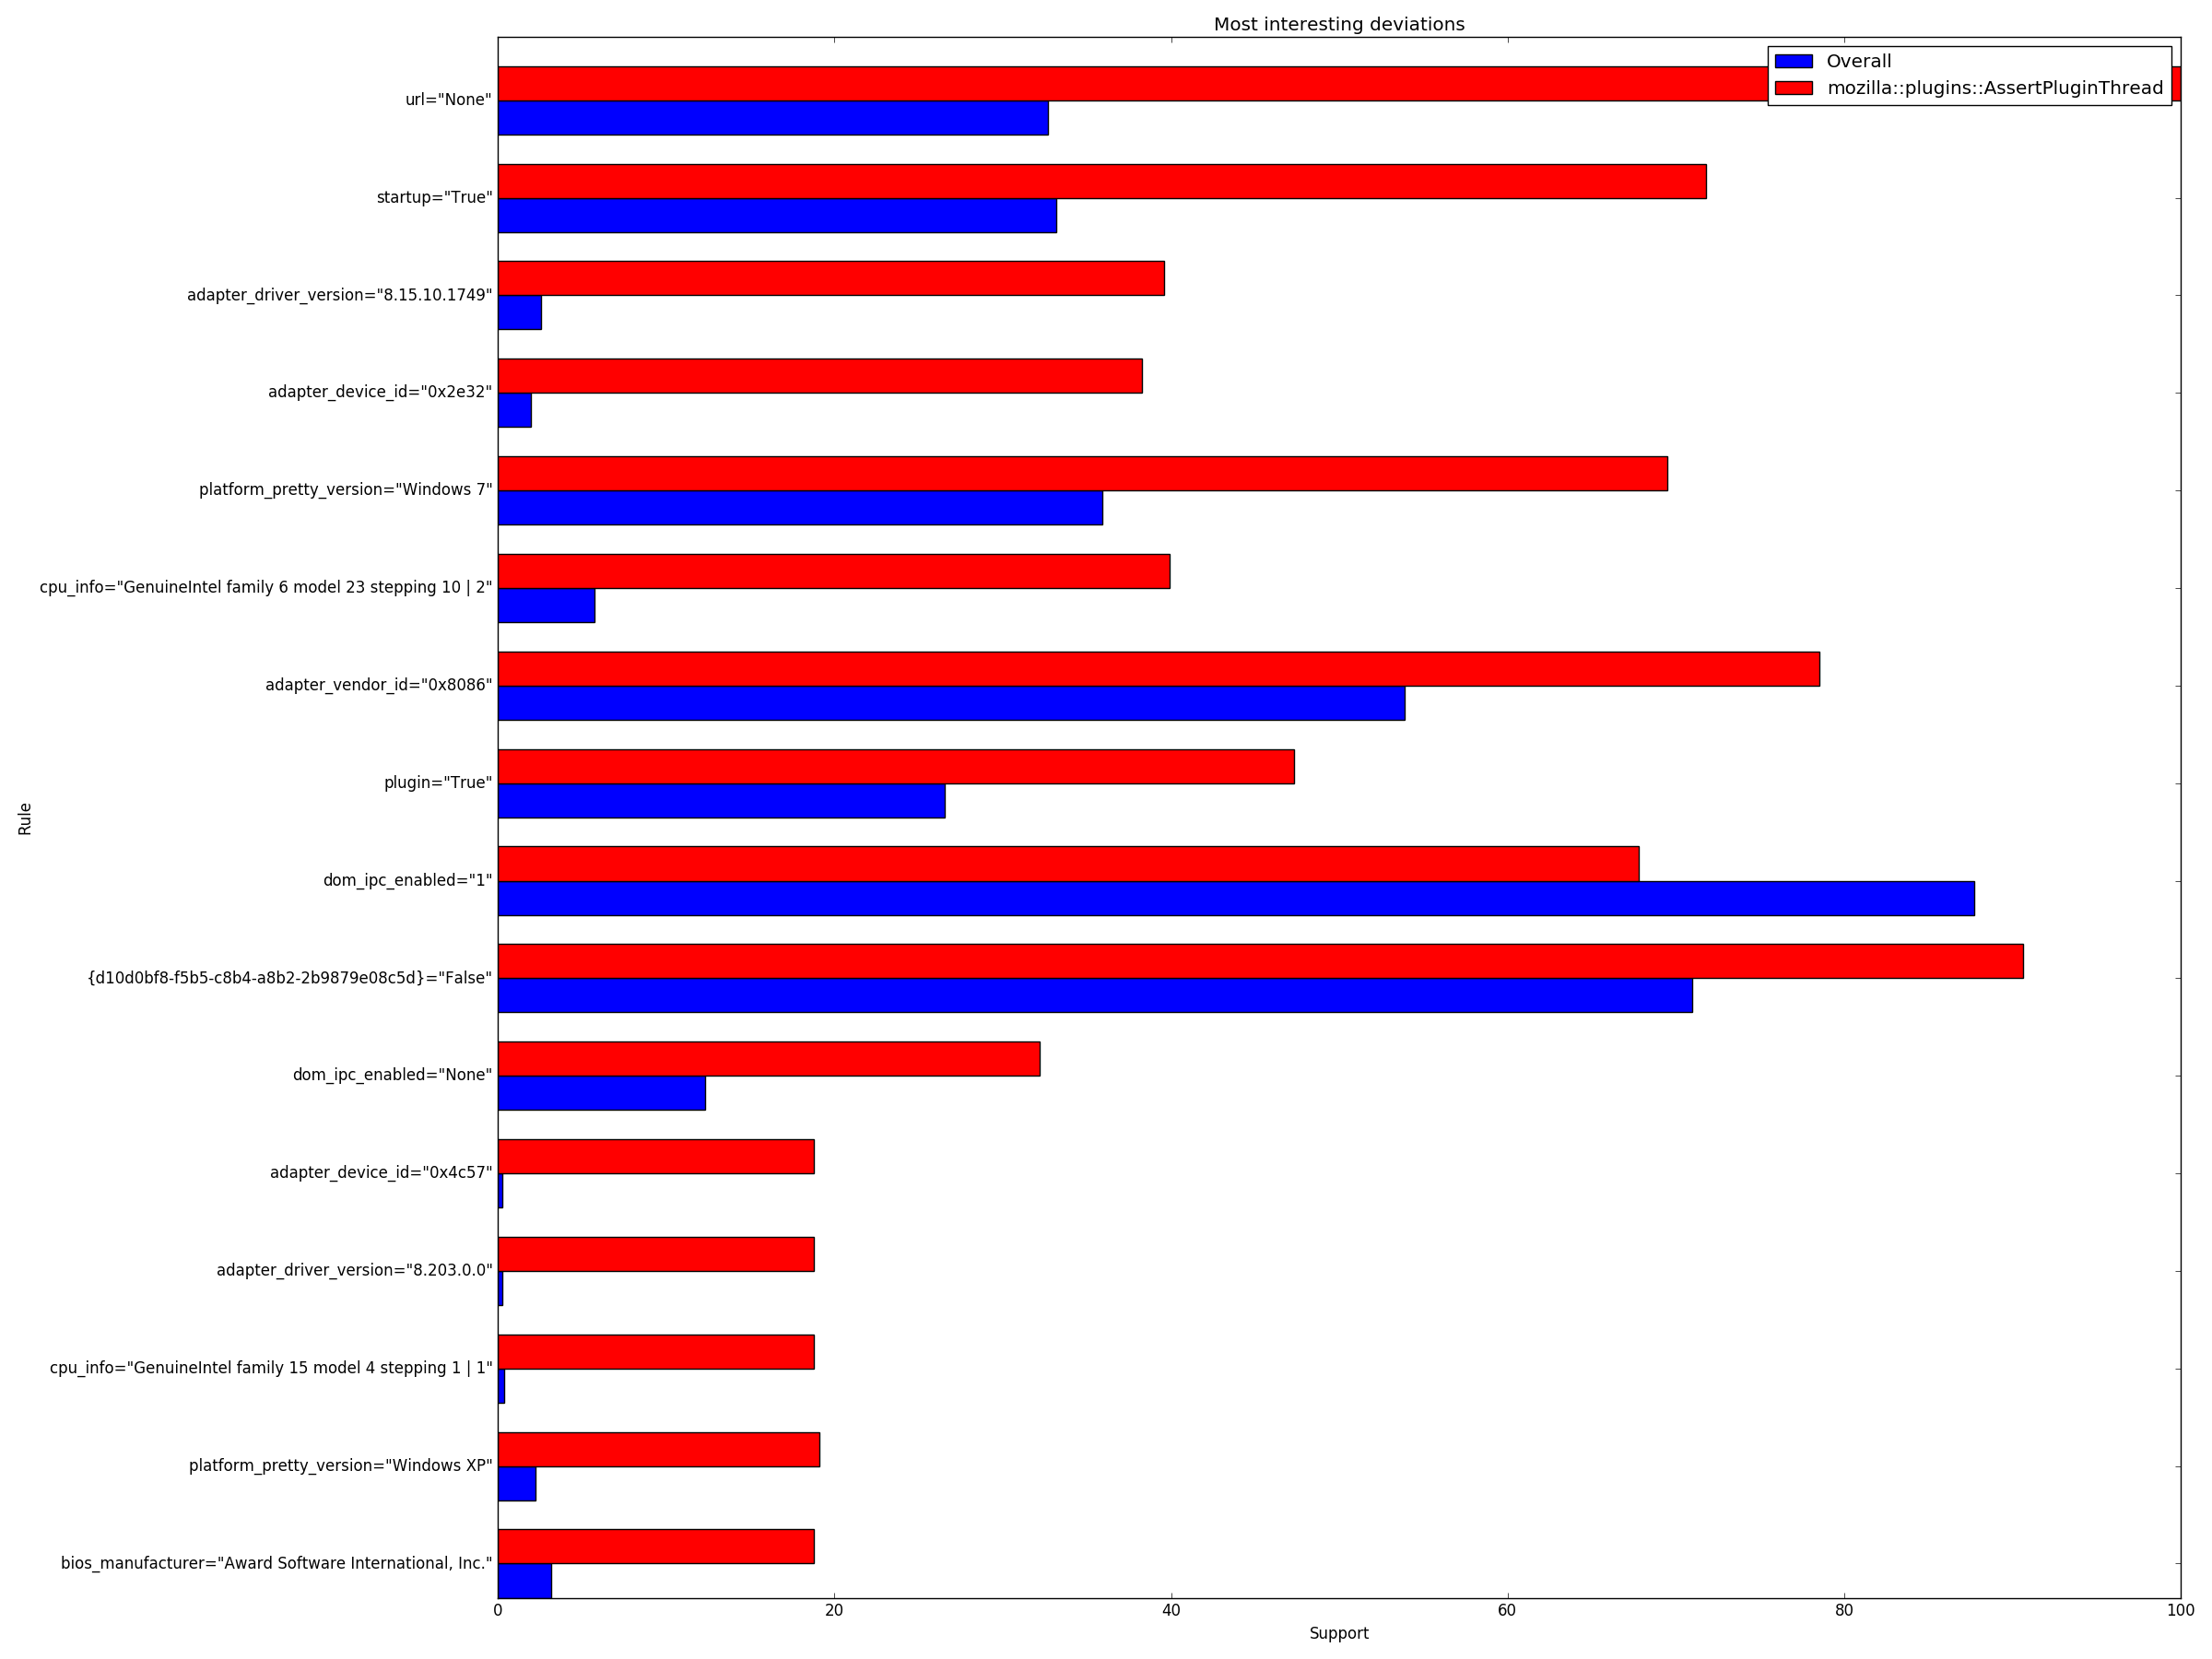 Most interesting deviations
Overall
mozilla::plugins::AssertPluginThread
url="None"
startup="True"
adapter_driver_version="8.15.10.1749"
adapter_device_id="0x2e32"
platform_pretty_version="Windows 7"
cpu_info="GenuineIntel family 6 model 23 stepping 10 | 2"
adapter_vendor_id="0x8086"
plugin="True"
Rule
dom_ipc_enabled="1"
{d10d0bf8-f5b5-c8b4-a8b2-2b9879e08c5d}="False"
dom_ipc_enabled="None"
adapter_device_id="0x4c57"
adapter_driver_version="8.203.0.0"
cpu_info="GenuineIntel family 15 model 4 stepping 1 | 1"
platform_pretty_version="Windows XP"
bios_manufacturer="Award Software International, Inc."
0 20 40 60 80 100
Support